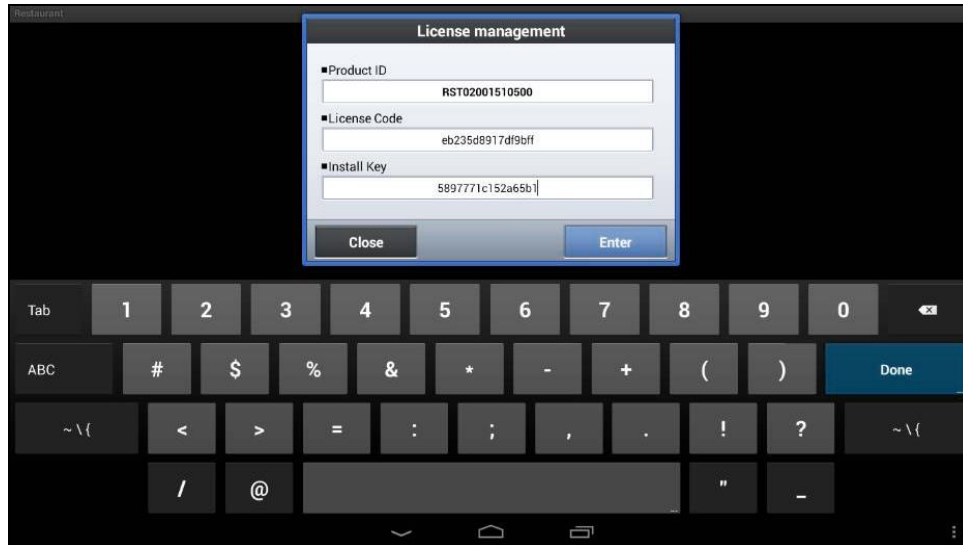 Restaurant
License management
■Product ID
RST02001510500
■License Code
eb235d8917df9bff
■Install Key
5897771c152a65b1
Close Enter
Tab 1 2 3 4 5 6 7 8 9 0
ABC # $ % & * - + ( ) Done
~ \ { < > = : ; , . ! ? ~ \ {
/ @ " _